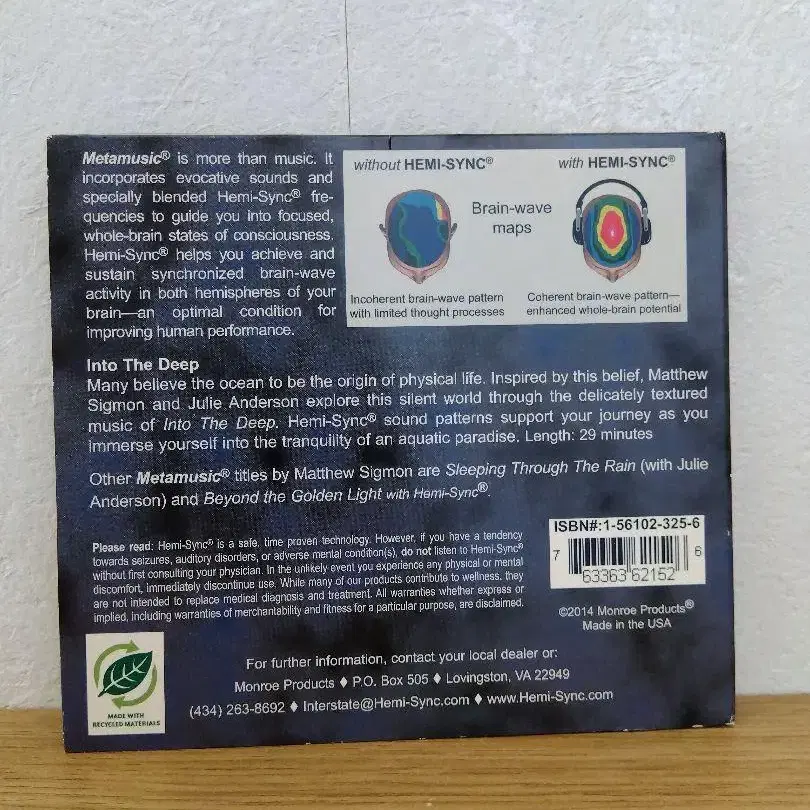 Metamusic® is more than music. It
incorporates evocative sounds and
specially blended Hemi-Sync® fre-
quencies to guide you into focused,
whole-brain states of consciousness.
Hemi-Sync® helps you achieve and
sustain synchronized brain-wave
activity in both hemispheres of your
brain—an optimal condition for
improving human performance.
without HEMI-SYNC®
with HEMI-SYNC®
Brain-wave
maps
Incoherent brain-wave pattern
with limited thought processes
Coherent brain-wave pattern—
enhanced whole-brain potential
Into The Deep
Many believe the ocean to be the origin of physical life. Inspired by this belief, Matthew
Sigmon and Julie Anderson explore this silent world through the delicately textured
music of Into The Deep. Hemi-Sync® sound patterns support your journey as you
immerse yourself into the tranquility of an aquatic paradise. Length: 29 minutes
Other Metamusic® titles by Matthew Sigmon are Sleeping Through The Rain (with Julie
Anderson) and Beyond the Golden Light with Hemi-Sync®.
Please read: Hemi-Sync® is a safe, time proven technology. However, if you have a tendency
towards seizures, auditory disorders, or adverse mental condition(s), do not listen to Hemi-Sync®
without first consulting your physician. In the unlikely event you experience any physical or mental
discomfort, immediately discontinue use. While many of our products contribute to wellness, they
are not intended to replace medical diagnosis and treatment. All warranties whether express or
implied, including warranties of merchantability and fitness for a particular purpose, are disclaimed.
ISBN#:1-56102-325-6
7 63363 62152 6
©2014 Monroe Products®
Made in the USA
MADE WITH
RECYCLED MATERIALS
For further information, contact your local dealer or:
Monroe Products ♦ P.O. Box 505 ♦ Lovingston, VA 22949
(434) 263-8692 ♦ Interstate@Hemi-Sync.com ♦ www.Hemi-Sync.com